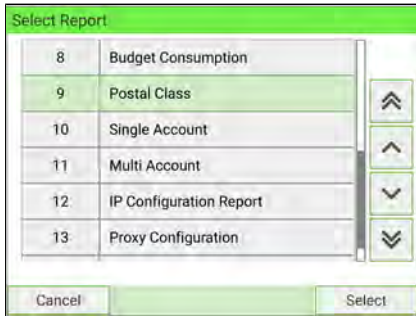 Select Report
8 Budget Consumption
9 Postal Class
10 Single Account
11 Multi Account
12 IP Configuration Report
13 Proxy Configuration
Cancel Select